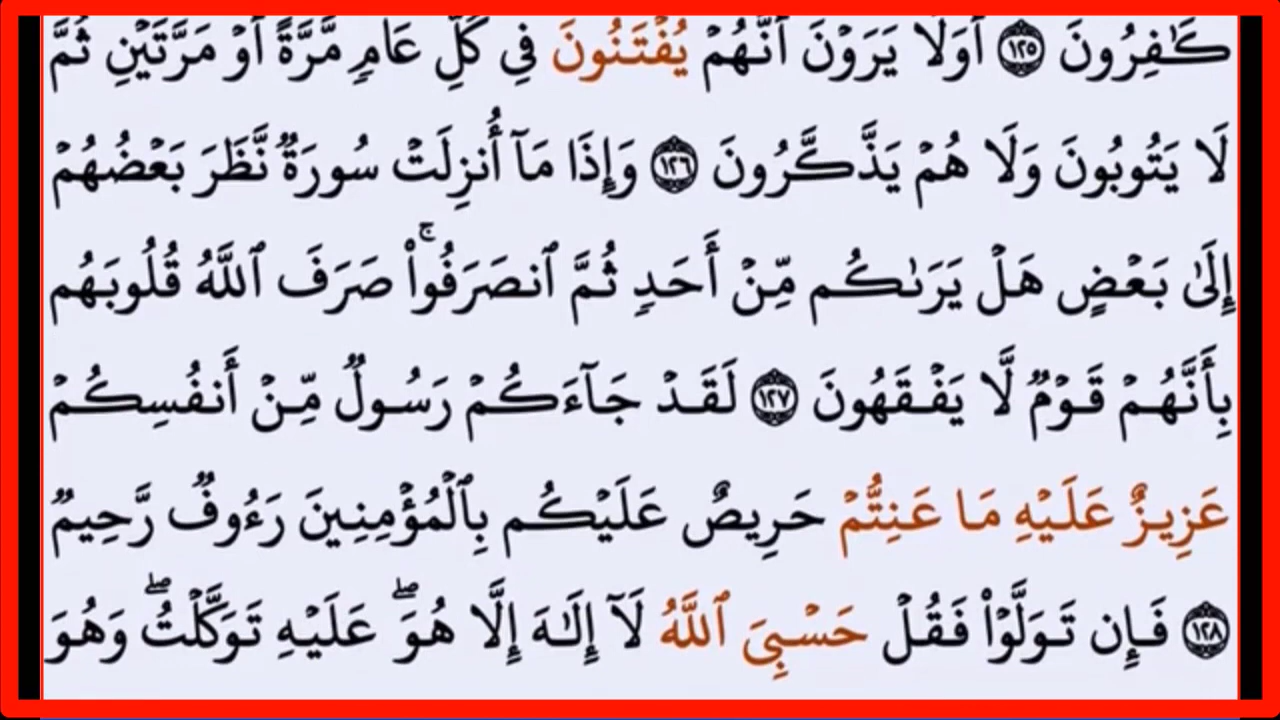 كَـٰفِرُونَ ١٢٥ أَوَلَا يَرَوْنَ أَنَّهُمْ يُفْتَنُونَ فِي كُلِّ عَامٍ مَّرَّةً أَوْ مَرَّتَيْنِ ثُمَّ
لَا يَتُوبُونَ وَلَا هُمْ يَذَّكَّرُونَ ١٢٦ وَإِذَا مَآ أُنزِلَتْ سُورَةٌ نَّظَرَ بَعْضُهُمْ
إِلَىٰ بَعْضٍ هَلْ يَرَىٰكُم مِّنْ أَحَدٍ ثُمَّ ٱنصَرَفُوا۟ ۚ صَرَفَ ٱللَّهُ قُلُوبَهُم
بِأَنَّهُمْ قَوْمٌ لَّا يَفْقَهُونَ ١٢٧ لَقَدْ جَآءَكُمْ رَسُولٌ مِّنْ أَنفُسِكُمْ
عَزِيزٌ عَلَيْهِ مَا عَنِتُّمْ حَرِيصٌ عَلَيْكُم بِٱلْمُؤْمِنِينَ رَءُوفٌ رَّحِيمٌ
١٢٨ فَإِن تَوَلَّوْا۟ فَقُلْ حَسْبِيَ ٱللَّهُ لَآ إِلَـٰهَ إِلَّا هُوَ ۖ عَلَيْهِ تَوَكَّلْتُ ۖ وَهُوَ